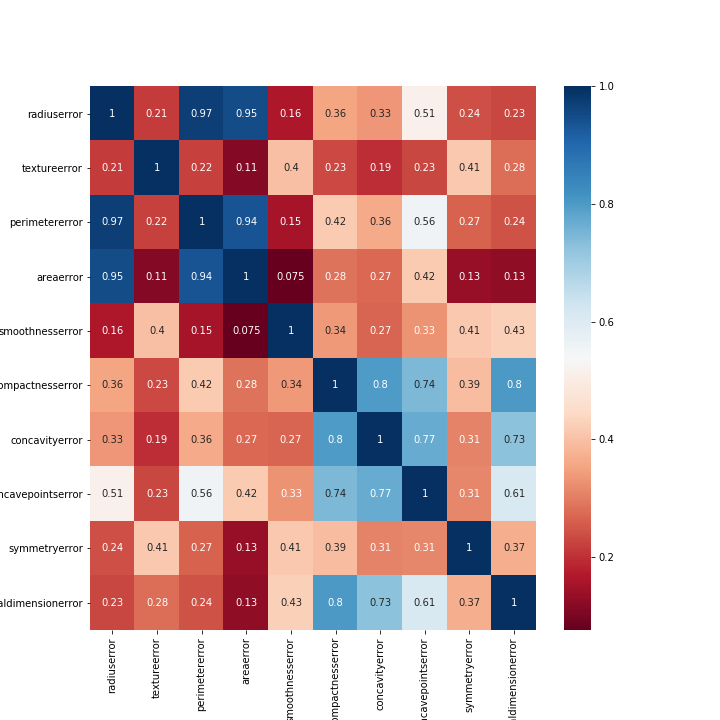 radiuserror 1 0.21 0.97 0.95 0.16 0.36 0.33 0.51 0.24 0.23
textureerror 0.21 1 0.22 0.11 0.4 0.23 0.19 0.23 0.41 0.28
perimetererror 0.97 0.22 1 0.94 0.15 0.42 0.36 0.56 0.27 0.24
areaerror 0.95 0.11 0.94 1 0.075 0.28 0.27 0.42 0.13 0.13
smoothnesserror 0.16 0.4 0.15 0.075 1 0.34 0.27 0.33 0.41 0.43
ompactnesserror 0.36 0.23 0.42 0.28 0.34 1 0.8 0.74 0.39 0.8
concavityerror 0.33 0.19 0.36 0.27 0.27 0.8 1 0.77 0.31 0.73
ncavepointserror 0.51 0.23 0.56 0.42 0.33 0.74 0.77 1 0.31 0.61
symmetryerror 0.24 0.41 0.27 0.13 0.41 0.39 0.31 0.31 1 0.37
aldimensionerror 0.23 0.28 0.24 0.13 0.43 0.8 0.73 0.61 0.37 1
radiuserror
textureerror
perimetererror
areaerror
smoothnesserror
ompactnesserror
concavityerror
ncavepointserror
symmetryerror
aldimensionerror
1.0
0.8
0.6
0.4
0.2